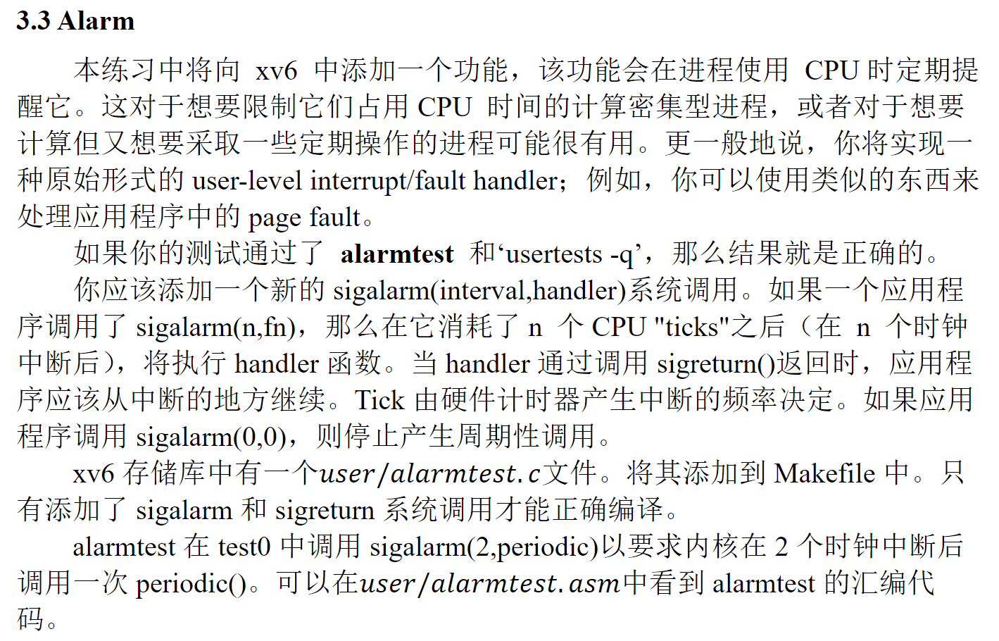 3.3 Alarm
本练习中将向 xv6 中添加一个功能，该功能会在进程使用 CPU 时定期提
醒它。这对于想要限制它们占用 CPU 时间的计算密集型进程，或者对于想要
计算但又想要采取一些定期操作的进程可能很有用。更一般地说，你将实现一
种原始形式的 user-level interrupt/fault handler；例如，你可以使用类似的东西来
处理应用程序中的 page fault。
如果你的测试通过了 alarmtest 和‘usertests -q’，那么结果就是正确的。
你应该添加一个新的 sigalarm(interval,handler)系统调用。如果一个应用程
序调用了 sigalarm(n,fn)，那么在它消耗了 n 个 CPU "ticks"之后（在 n 个时钟
中断后），将执行 handler 函数。当 handler 通过调用 sigreturn()返回时，应用程
序应该从中断的地方继续。Tick 由硬件计时器产生中断的频率决定。如果应用
程序调用 sigalarm(0,0)，则停止产生周期性调用。
xv6 存储库中有一个user/alarmtest.c文件。将其添加到 Makefile 中。只
有添加了 sigalarm 和 sigreturn 系统调用才能正确编译。
alarmtest 在 test0 中调用 sigalarm(2,periodic)以要求内核在 2 个时钟中断后
调用一次 periodic()。可以在user/alarmtest.asm中看到 alarmtest 的汇编代
码。